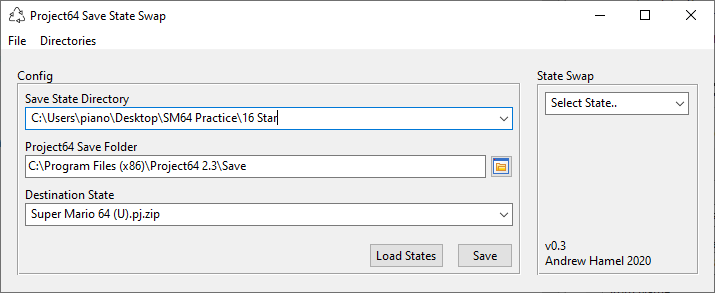 Project64 Save State Swap
File Directories
Config
Save State Directory
C:\Users\piano\Desktop\SM64 Practice\16 Star
Project64 Save Folder
C:\Program Files (x86)\Project64 2.3\Save
Destination State
Super Mario 64 (U).pj.zip
Load States Save
State Swap
Select State..
v0.3
Andrew Hamel 2020